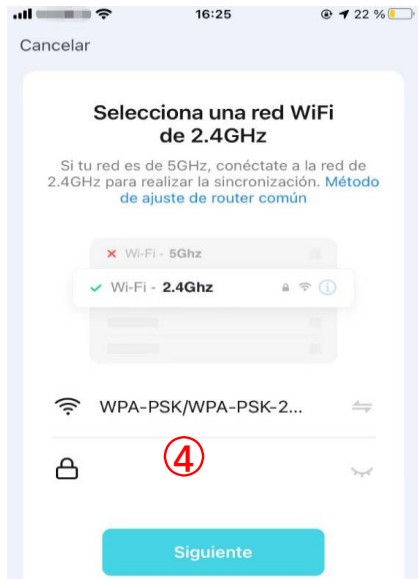 16:25
22 %
Cancelar
Selecciona una red WiFi
de 2.4GHz
Si tu red es de 5GHz, conéctate a la red de
2.4GHz para realizar la sincronización. Método
de ajuste de router común
Wi-Fi - 5Ghz
Wi-Fi - 2.4Ghz
WPA-PSK/WPA-PSK-2...
④
Siguiente